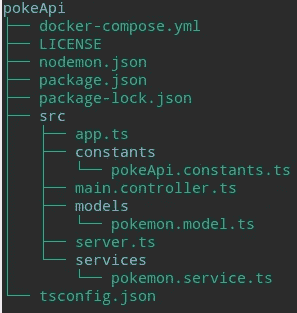 pokeApi
├── docker-compose.yml
├── LICENSE
├── nodemon.json
├── package.json
├── package-lock.json
├── src
│   ├── app.ts
│   ├── constants
│   │   └── pokeApi.constants.ts
│   ├── main.controller.ts
│   ├── models
│   │   └── pokemon.model.ts
│   ├── server.ts
│   └── services
│       └── pokemon.service.ts
└── tsconfig.json